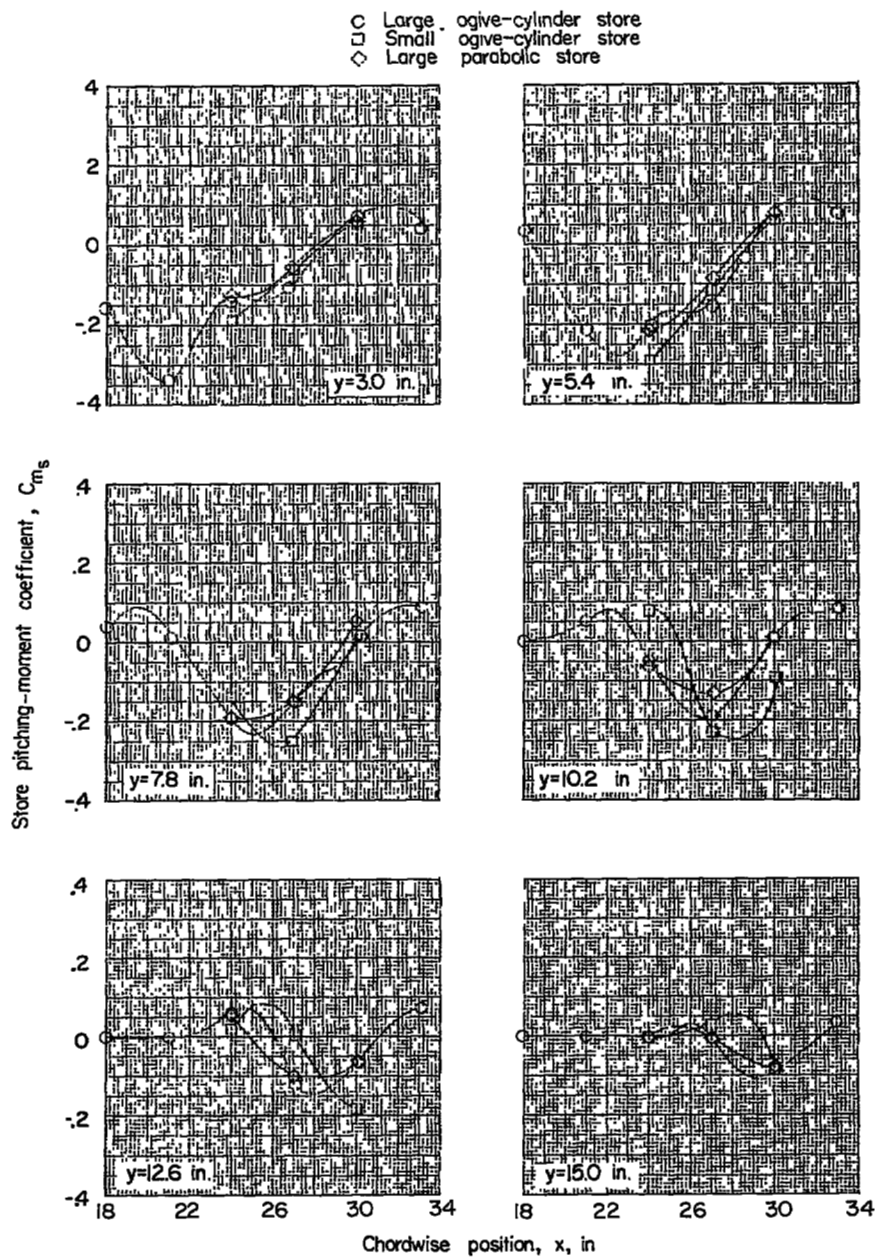 Large ogive-cylinder store
Small ogive-cylinder store
Large parabolic store
4
2
0
-.2
-4
y=3.0 in.
y=5.4 in.
Store pitching-moment coefficient, Cms
.4
.2
0
-.2
-.4
y=7.8 in.
y=10.2 in
.4
.2
0
-.2
-.4
y=12.6 in.
y=15.0 in.
18 22 26 30 34
18 22 26 30 34
Chordwise position, x, in